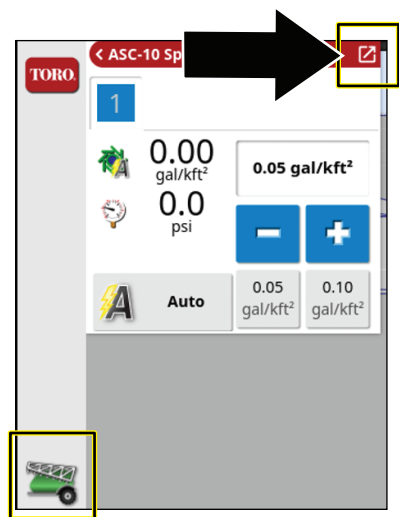 TORO.
< ASC-10 Sp
1
0.00
gal/kft²
0.05 gal/kft²
0.0
psi
A Auto
0.05
gal/kft²
0.10
gal/kft²